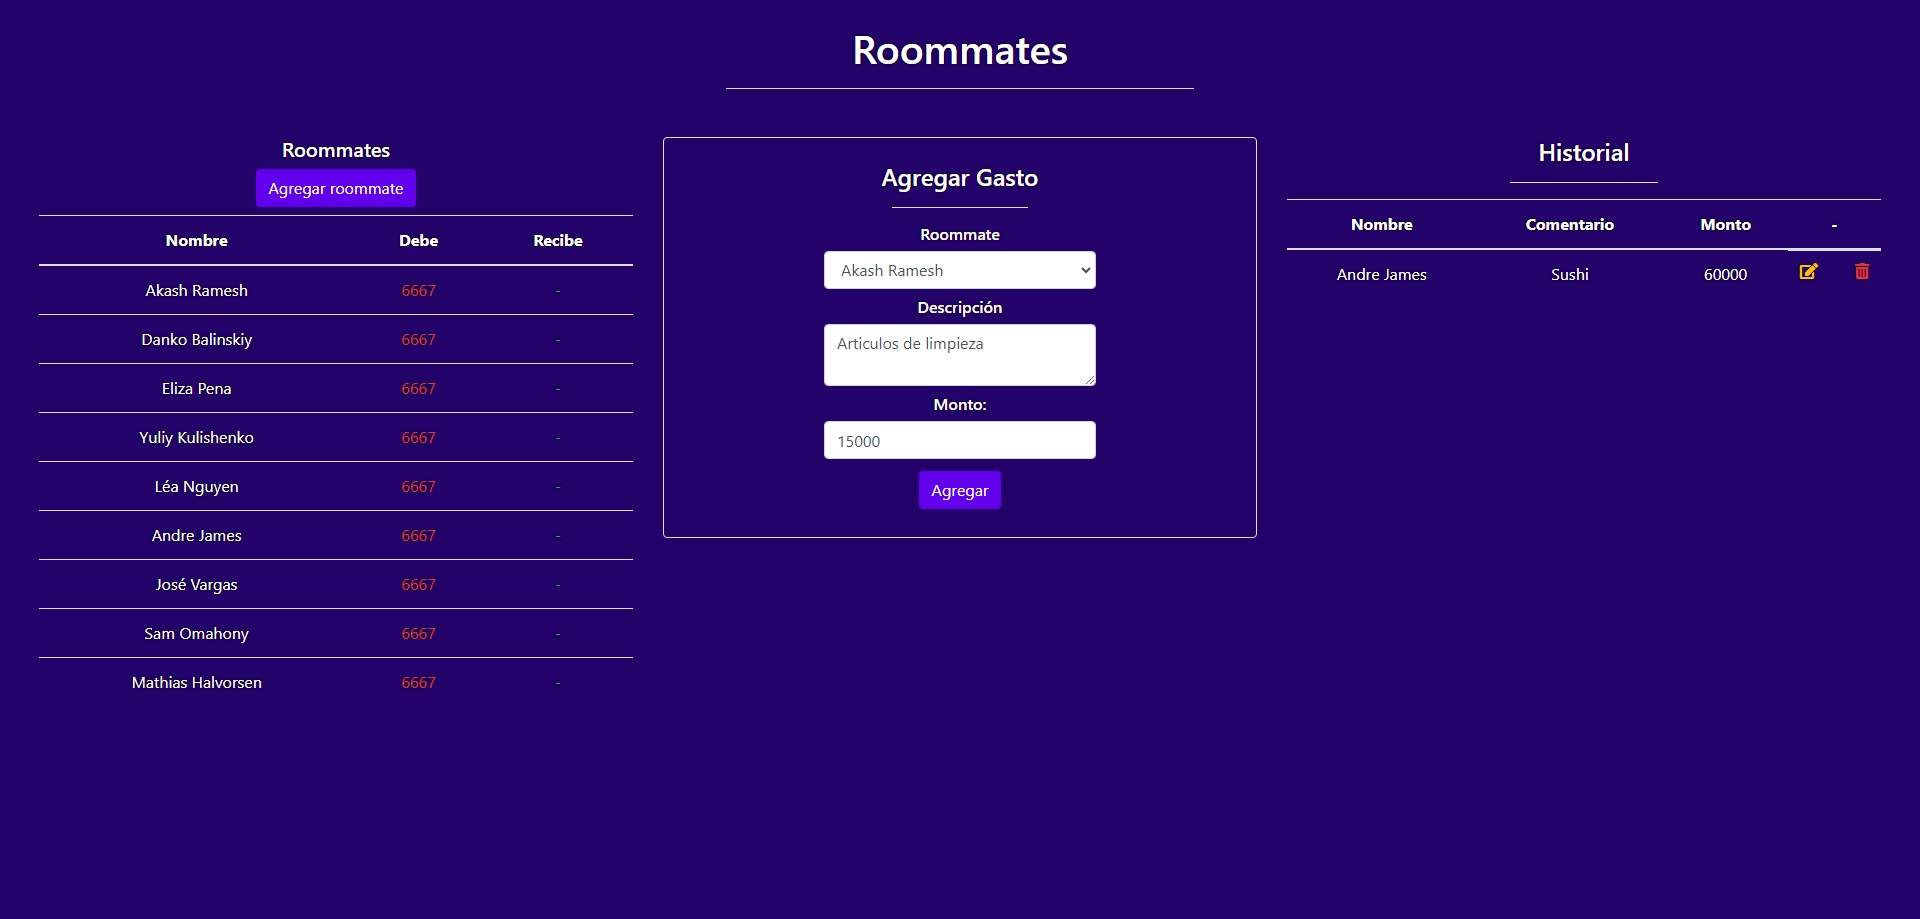 Roommates
Roommates
Agregar roommate
Nombre Debe Recibe
Akash Ramesh 6667 -
Danko Balinskiy 6667 -
Eliza Pena 6667 -
Yuliy Kulishenko 6667 -
Léa Nguyen 6667 -
Andre James 6667 -
José Vargas 6667 -
Sam Omahony 6667 -
Mathias Halvorsen 6667 -
Agregar Gasto
Roommate
Akash Ramesh
Descripción
Articulos de limpieza
Monto:
15000
Agregar
Historial
Nombre Comentario Monto -
Andre James Sushi 60000